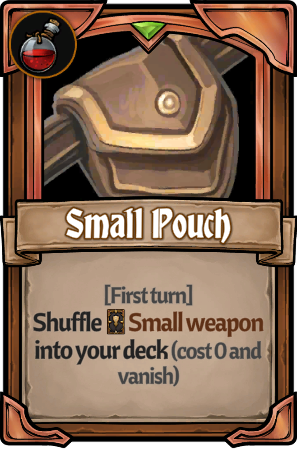 Small Pouch
[First turn]
Shuffle Small weapon
into your deck (cost 0 and
vanish)